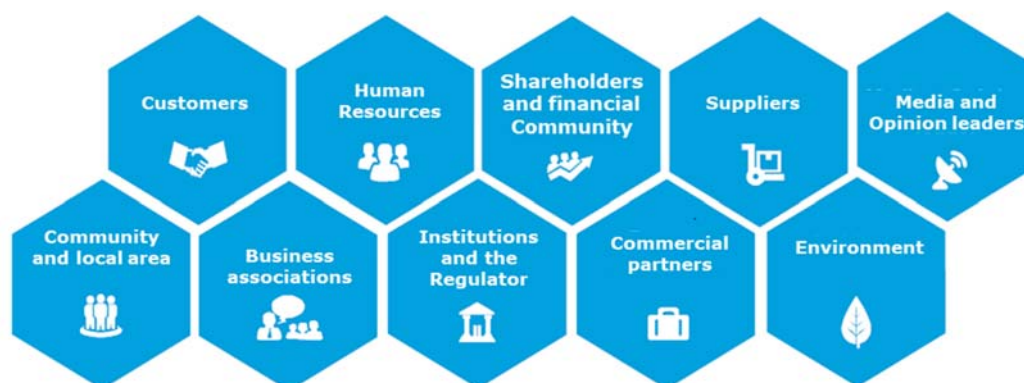 Customers
Human
Resources
Shareholders
and financial
Community
Suppliers
Media and
Opinion leaders
Community
and local area
Business
associations
Institutions
and the
Regulator
Commercial
partners
Environment